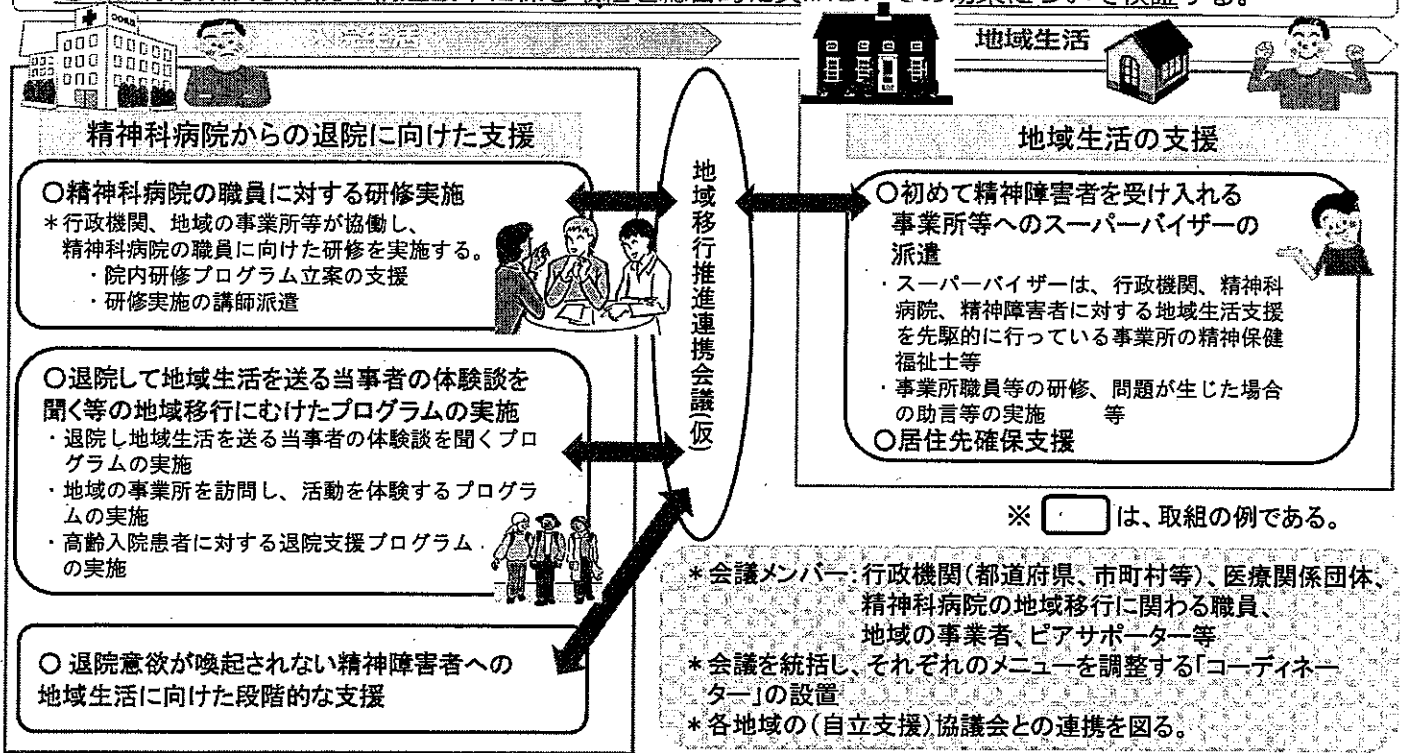 地域生活
精神科病院からの退院に向けた支援
○精神科病院の職員に対する研修実施
＊行政機関、地域の事業所等が協働し、
精神科病院の職員に向けた研修を実施する。
・院内研修プログラム立案の支援
・研修実施の講師派遣
○退院して地域生活を送る当事者の体験談を
聞く等の地域移行にむけたプログラムの実施
・退院し地域生活を送る当事者の体験談を聞くプロ
グラムの実施
・地域の事業所を訪問し、活動を体験するプログラ
ムの実施
・高齢入院患者に対する退院支援プログラム
の実施
○ 退院意欲が喚起されない精神障害者への
地域生活に向けた段階的な支援
地域移行推進連携会議(仮)
地域生活の支援
○初めて精神障害者を受け入れる
事業所等へのスーパーバイザーの
派遣
・スーパーバイザーは、行政機関、精神科
病院、精神障害者に対する地域生活支援
を先駆的に行っている事業所の精神保健
福祉士等
・事業所職員等の研修、問題が生じた場合
の助言等の実施 等
○居住先確保支援
※ は、取組の例である。
＊会議メンバー：行政機関(都道府県、市町村等)、医療関係団体、
精神科病院の地域移行に関わる職員、
地域の事業者、ピアサポーター等
＊会議を統括し、それぞれのメニューを調整する「コーディネー
ター」の設置
＊各地域の(自立支援)協議会との連携を図る。